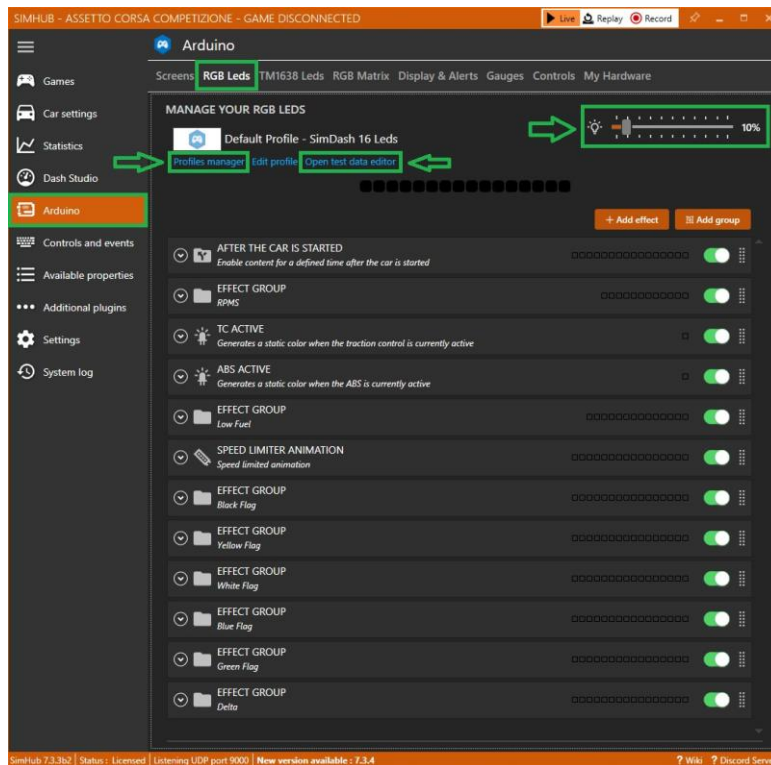 SIMHUB - ASSETTO CORSA COMPETIZIONE - GAME DISCONNECTED
Live Replay Record
Arduino
Screens RGB Leds TM1638 Leds RGB Matrix Display & Alerts Gauges Controls My Hardware
Games
Car settings
Statistics
Dash Studio
Arduino
Controls and events
Available properties
Additional plugins
Settings
System log
MANAGE YOUR RGB LEDS
10%
Default Profile - SimDash 16 Leds
Profiles manager Edit profile Open test data editor
+ Add effect Add group
AFTER THE CAR IS STARTED
Enable content for a defined time after the car is started
EFFECT GROUP
RPMS
TC ACTIVE
Generates a static color when the traction control is currently active
ABS ACTIVE
Generates a static color when the ABS is currently active
EFFECT GROUP
Low Fuel
SPEED LIMITER ANIMATION
Speed limited animation
EFFECT GROUP
Black Flag
EFFECT GROUP
Yellow Flag
EFFECT GROUP
White Flag
EFFECT GROUP
Blue Flag
EFFECT GROUP
Green Flag
EFFECT GROUP
Delta
SimHub 7.3.3b2 | Status : Licensed | Listening UDP port 9000 | New version available : 7.3.4 ? Wiki ? Discord Serve